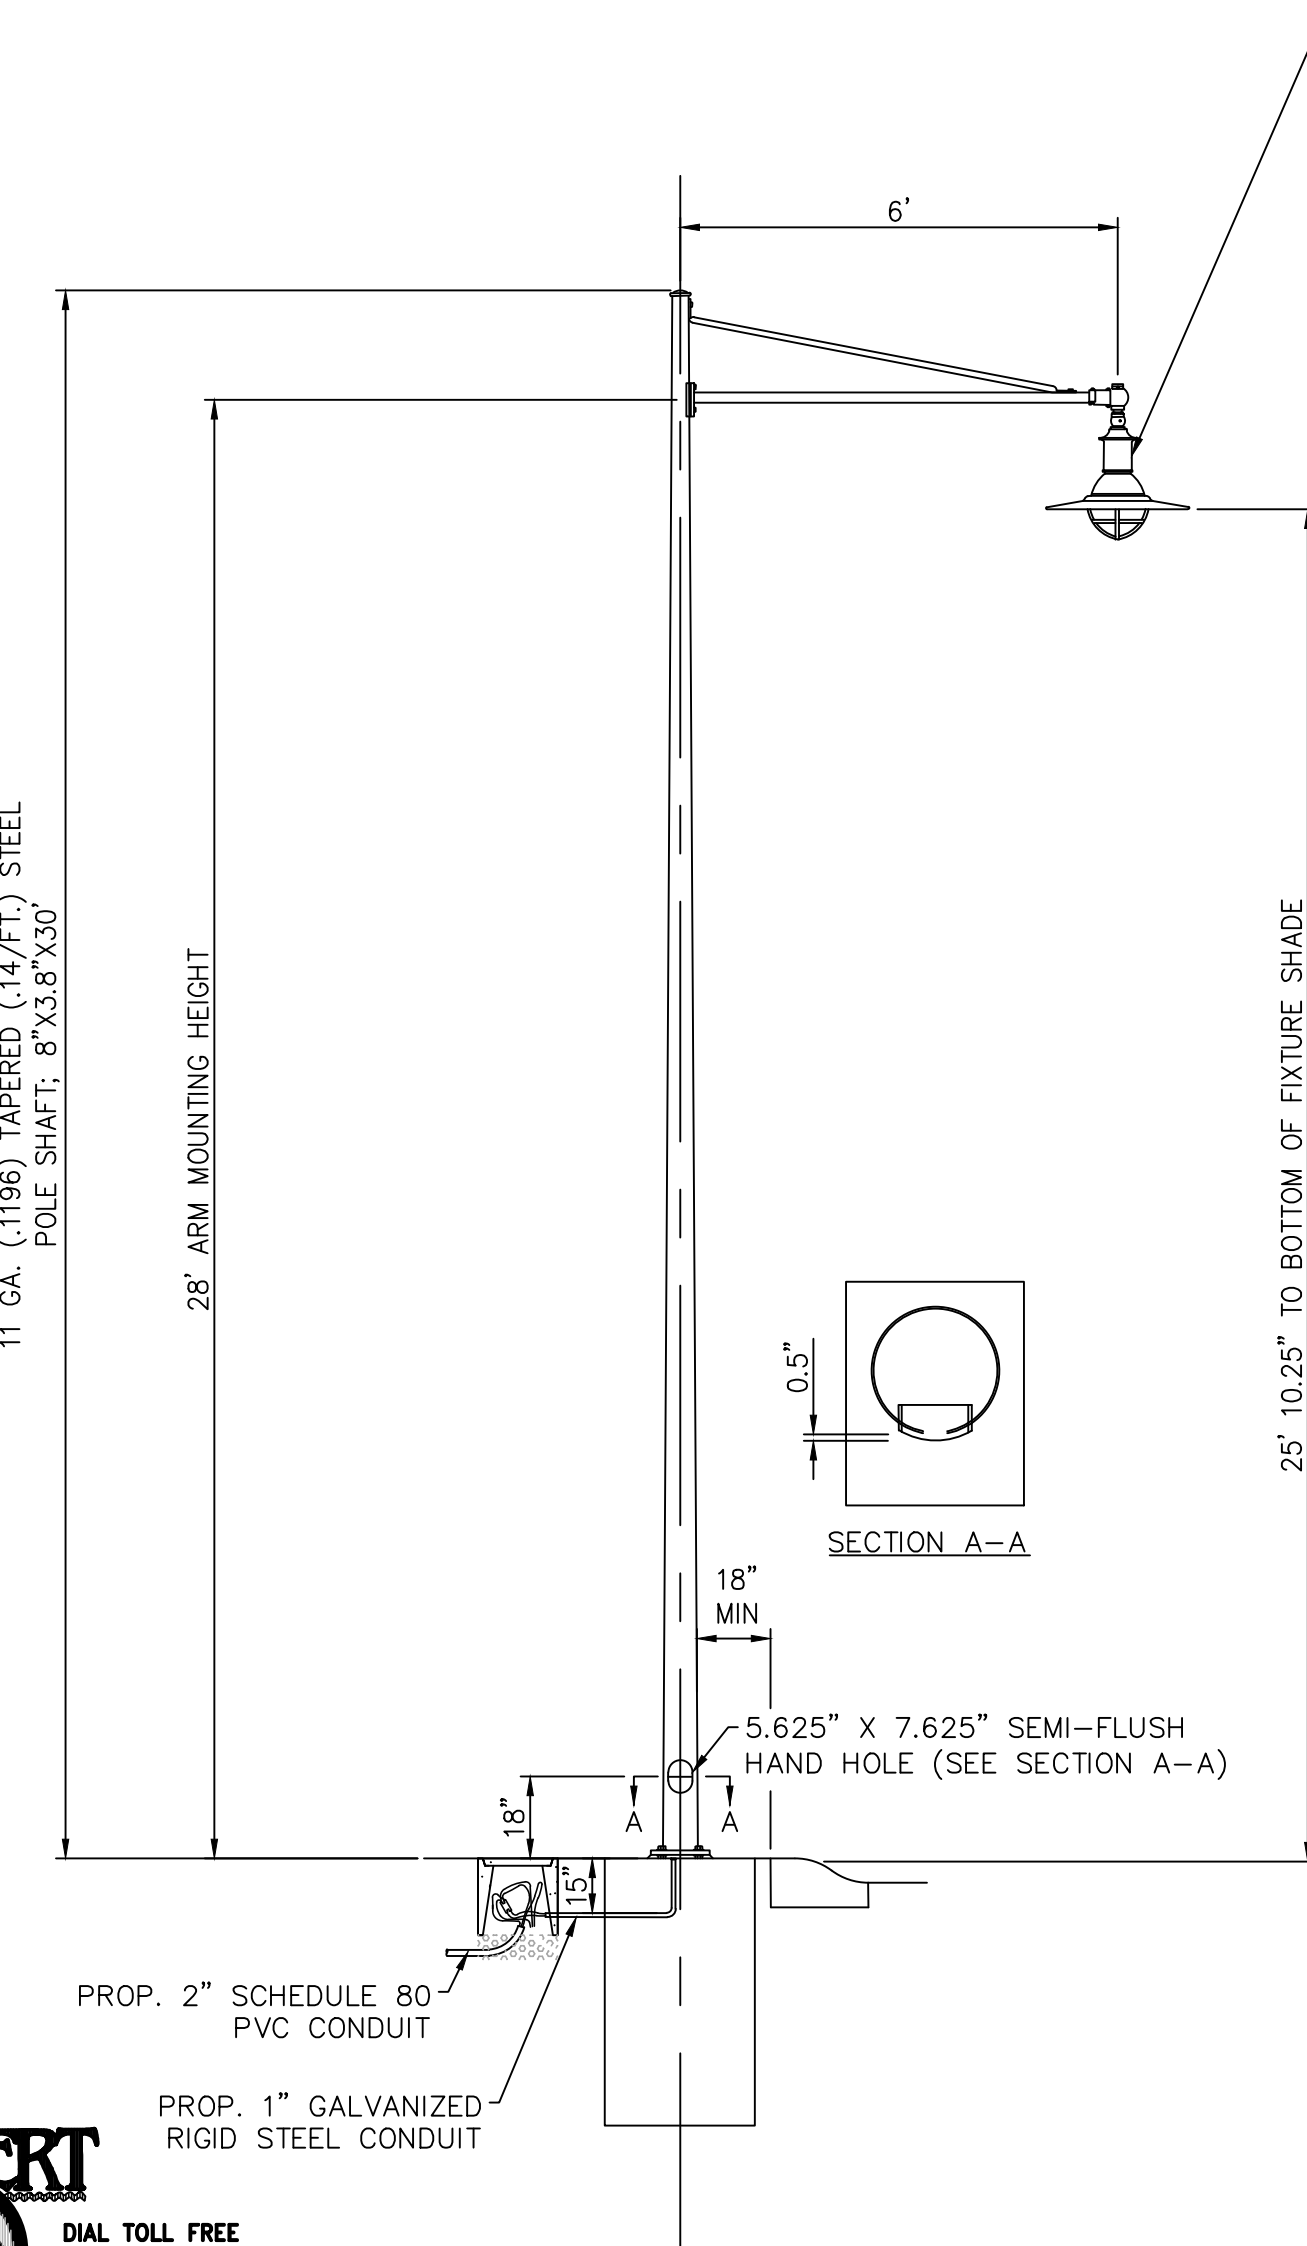 6'
11 GA. (.1196) TAPERED (.14/FT.) STEEL
POLE SHAFT; 8"X3.8"X30'
28' ARM MOUNTING HEIGHT
25' 10.25" TO BOTTOM OF FIXTURE SHADE
0.5"
SECTION A-A
18"
MIN
5.625" X 7.625" SEMI-FLUSH
HAND HOLE (SEE SECTION A-A)
18"
A
A
15"
PROP. 2" SCHEDULE 80
PVC CONDUIT
PROP. 1" GALVANIZED
RIGID STEEL CONDUIT
DIAL TOLL FREE